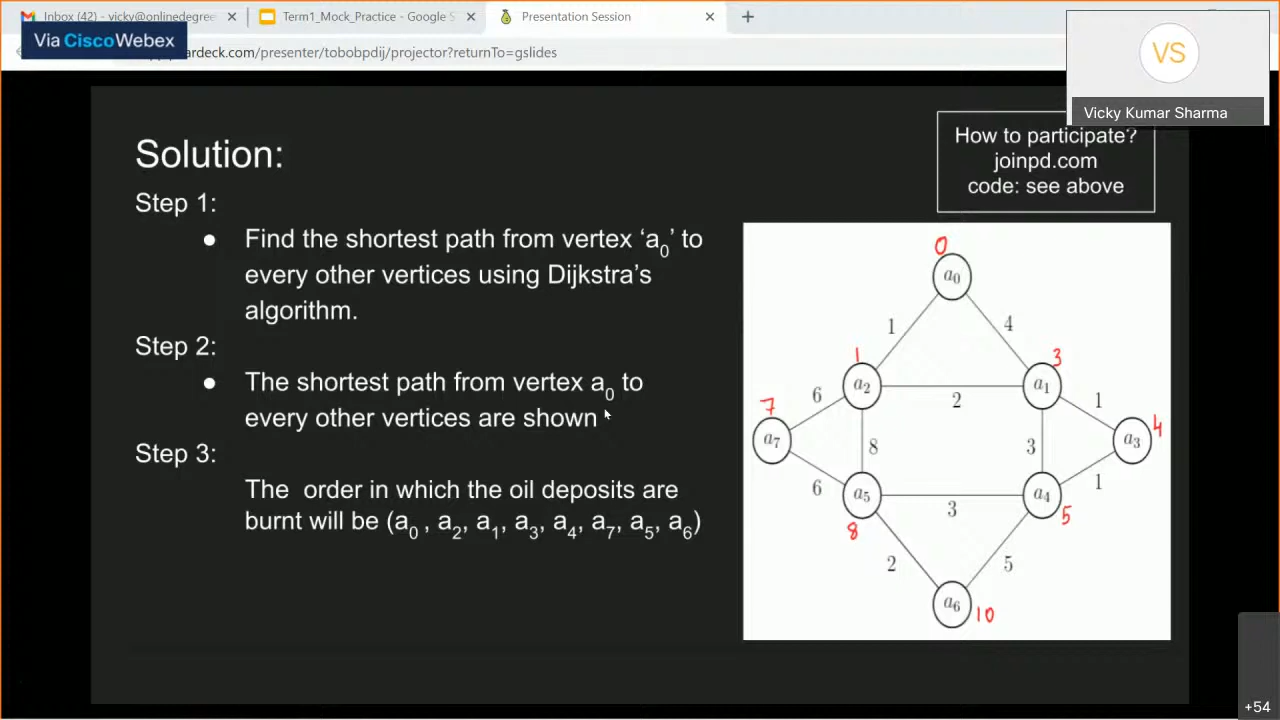 Inbox (42) - vicky@onlinedegree
Term1_Mock_Practice - Google S
Presentation Session
Via Cisco Webex
ardeck.com/presenter/tobobpdij/projector?returnTo=gslides
VS
Vicky Kumar Sharma
How to participate?
joinpd.com
code: see above
Solution:
Step 1:
● Find the shortest path from vertex ‘a0’ to
every other vertices using Dijkstra’s
algorithm.
Step 2:
● The shortest path from vertex a0 to
every other vertices are shown
Step 3:
The order in which the oil deposits are
burnt will be (a0 , a2, a1, a3, a4, a7, a5, a6)
0
a0
1 4
1 3
a2 a1
6 2 1
7 4
a7 8 3 a3
6 1
a5 3 a4
8 5
2 5
a6 10
+54